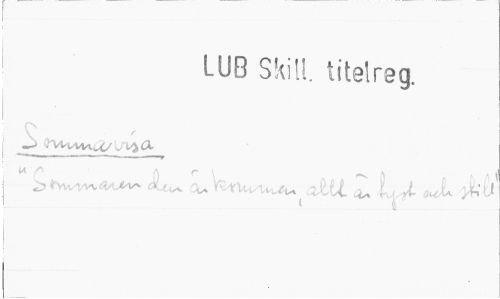 LUB Skill. titelreg.
Sommarvisa
"Sommaren den är kommen, allt är tyst och still"